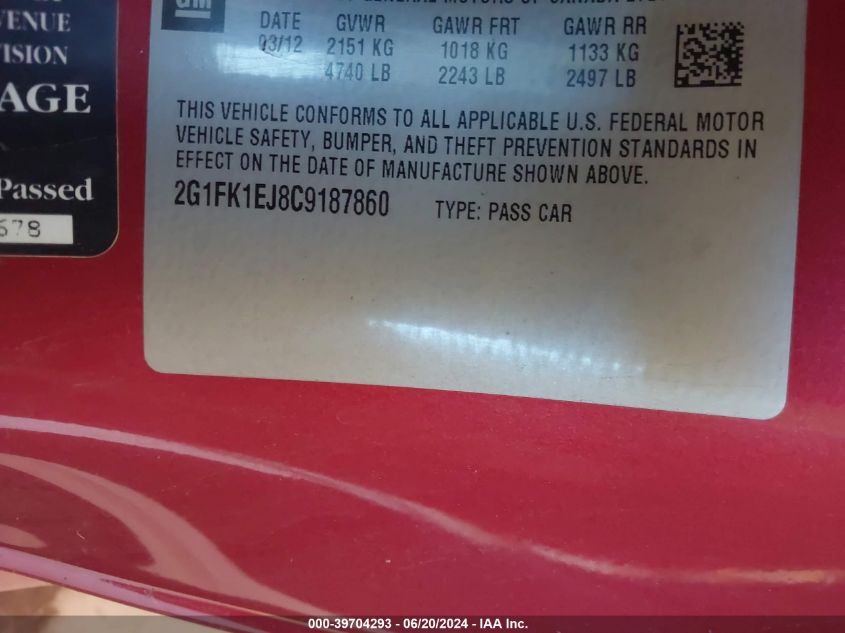 GM
DATE GVWR GAWR FRT GAWR RR
03/12 2151 KG 1018 KG 1133 KG
4740 LB 2243 LB 2497 LB
THIS VEHICLE CONFORMS TO ALL APPLICABLE U.S. FEDERAL MOTOR
VEHICLE SAFETY, BUMPER, AND THEFT PREVENTION STANDARDS IN
EFFECT ON THE DATE OF MANUFACTURE SHOWN ABOVE.
2G1FK1EJ8C9187860 TYPE: PASS CAR
VENUE
ISION
AGE
Passed
678
000-39704293 - 06/20/2024 - IAA Inc.